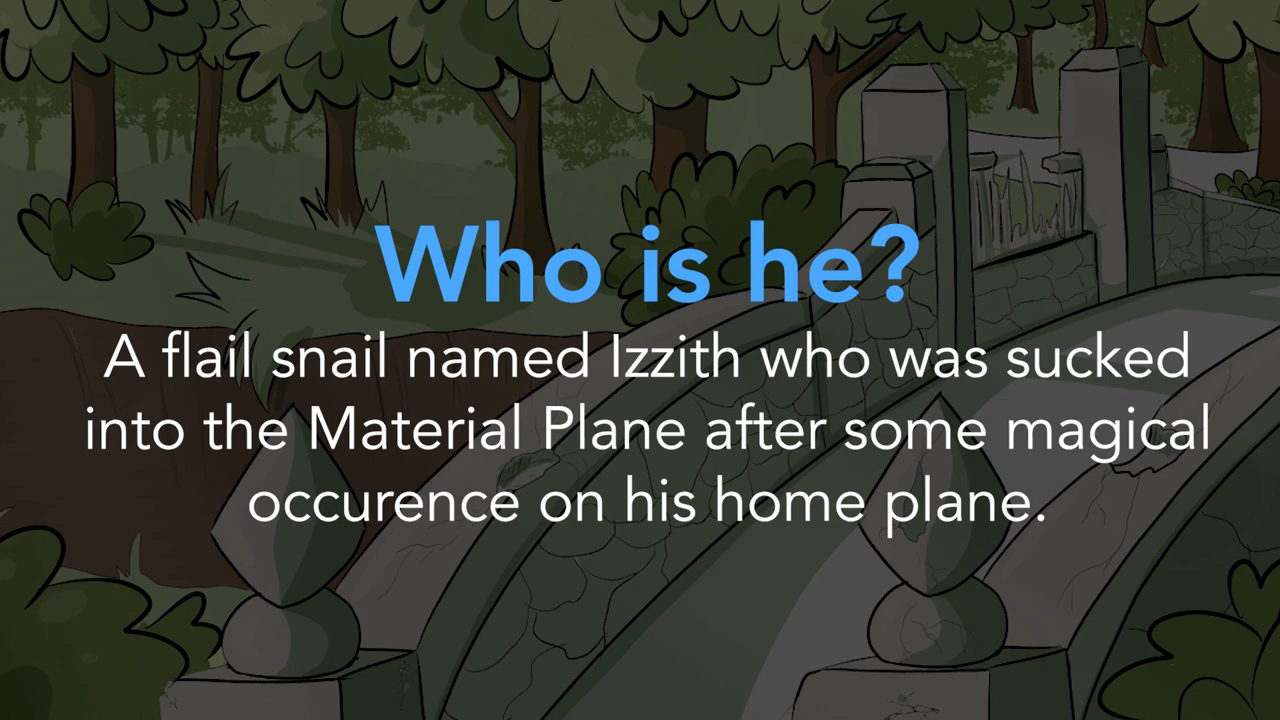 Who is he?
A flail snail named Izzith who was sucked
into the Material Plane after some magical
occurence on his home plane.